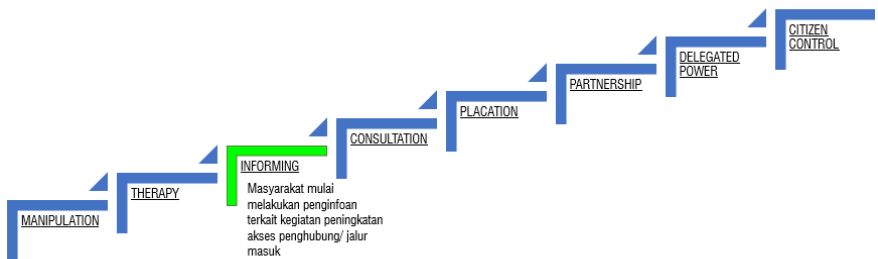 CITIZEN
CONTROL
DELEGATED
POWER
PARTNERSHIP
PLACATION
CONSULTATION
INFORMING
Masyarakat mulai
melakukan penginfoan
terkait kegiatan peningkatan
akses penghubung/ jalur
masuk
THERAPY
MANIPULATION